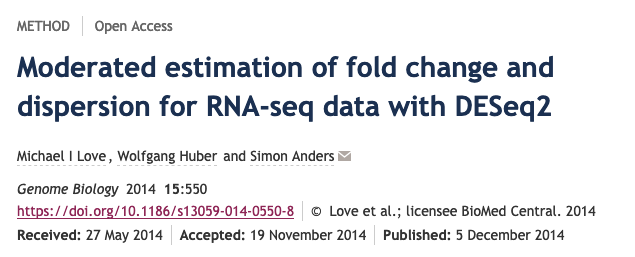 METHOD Open Access
Moderated estimation of fold change and
dispersion for RNA-seq data with DESeq2
Michael I Love, Wolfgang Huber and Simon Anders
Genome Biology 2014 15:550
https://doi.org/10.1186/s13059-014-0550-8 © Love et al.; licensee BioMed Central. 2014
Received: 27 May 2014 Accepted: 19 November 2014 Published: 5 December 2014